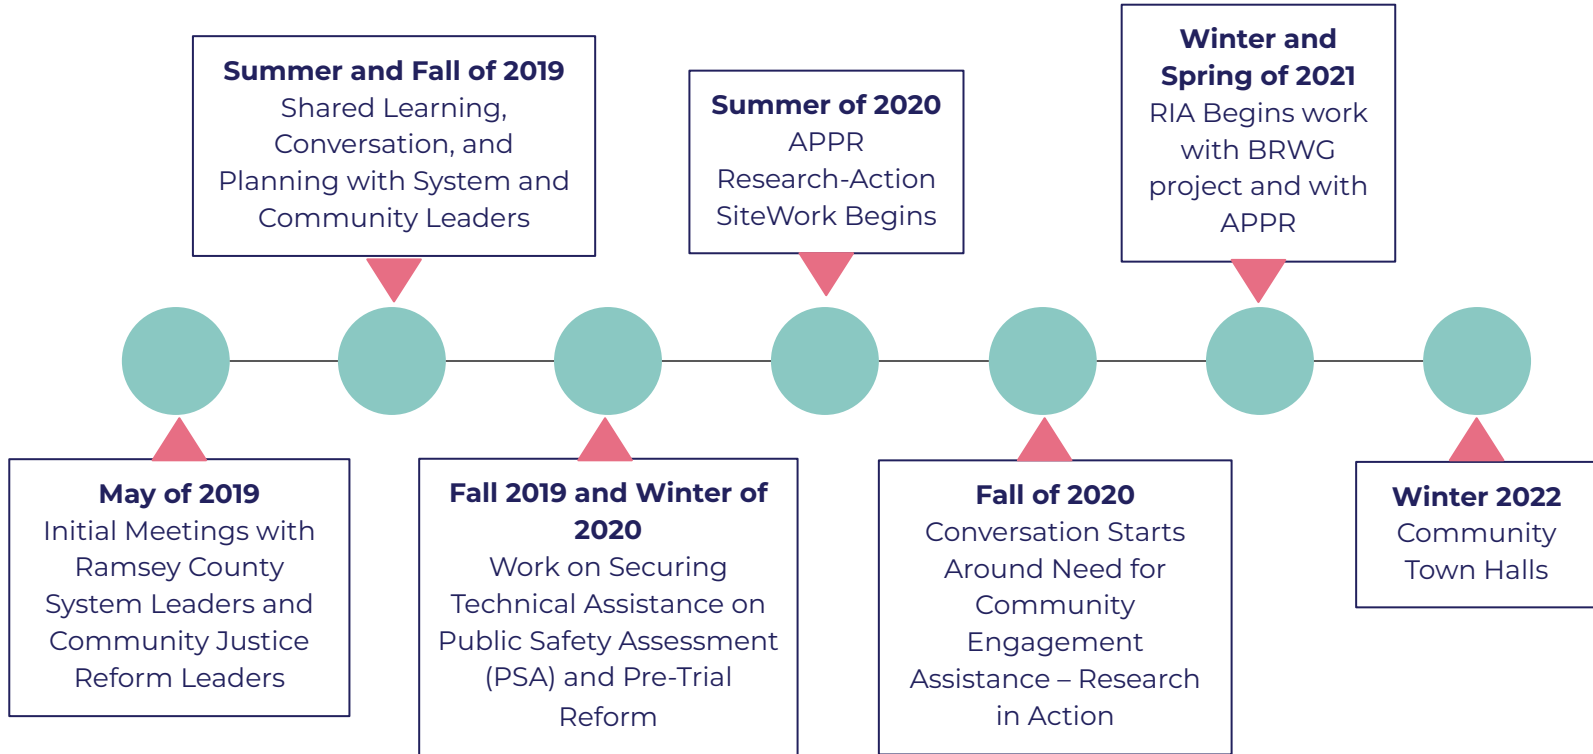 May of 2019
Initial Meetings with
Ramsey County
System Leaders and
Community Justice
Reform Leaders
Summer and Fall of 2019
Shared Learning,
Conversation, and
Planning with System and
Community Leaders
Fall 2019 and Winter of
2020
Work on Securing
Technical Assistance on
Public Safety Assessment
(PSA) and Pre-Trial
Reform
Summer of 2020
APPR
Research-Action
SiteWork Begins
Fall of 2020
Conversation Starts
Around Need for
Community
Engagement
Assistance – Research
in Action
Winter and
Spring of 2021
RIA Begins work
with BRWG
project and with
APPR
Winter 2022
Community
Town Halls